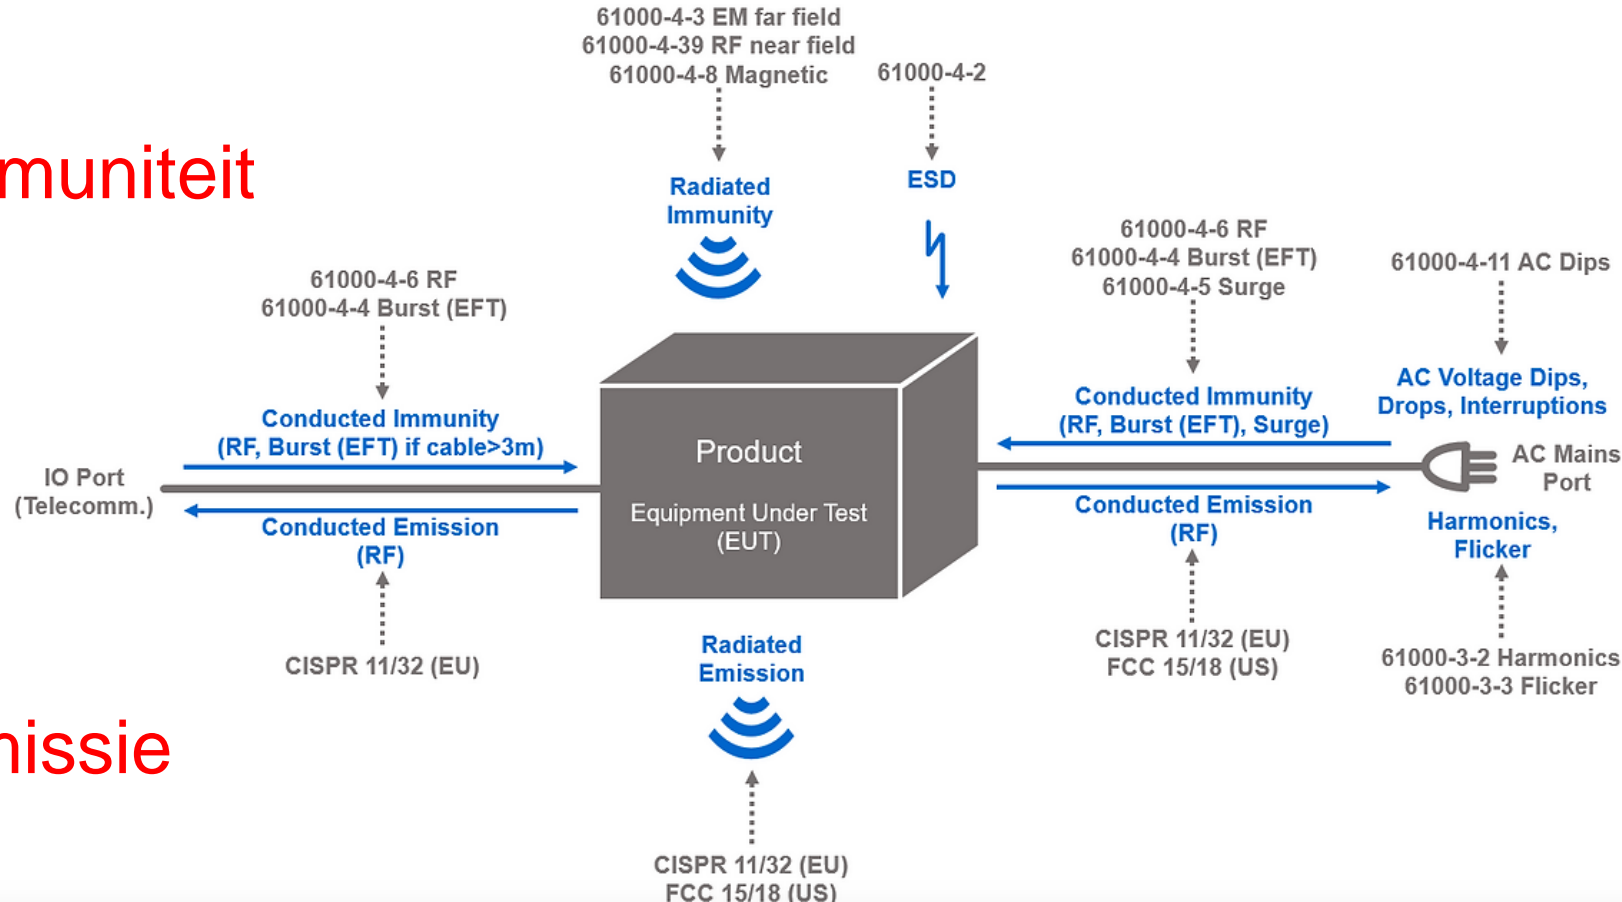 61000-4-3 EM far field
61000-4-39 RF near field
61000-4-8 Magnetic
61000-4-2
muniteit
Radiated
Immunity
ESD
61000-4-6 RF
61000-4-4 Burst (EFT)
61000-4-5 Surge
61000-4-11 AC Dips
61000-4-6 RF
61000-4-4 Burst (EFT)
AC Voltage Dips,
Drops, Interruptions
Conducted Immunity
(RF, Burst (EFT), Surge)
Conducted Immunity
(RF, Burst (EFT) if cable>3m)
Product
Equipment Under Test
(EUT)
IO Port
(Telecomm.)
AC Mains
Port
Conducted Emission
(RF)
Conducted Emission
(RF)
Harmonics,
Flicker
CISPR 11/32 (EU)
Radiated
Emission
CISPR 11/32 (EU)
FCC 15/18 (US)
61000-3-2 Harmonics
61000-3-3 Flicker
nissie
CISPR 11/32 (EU)
FCC 15/18 (US)